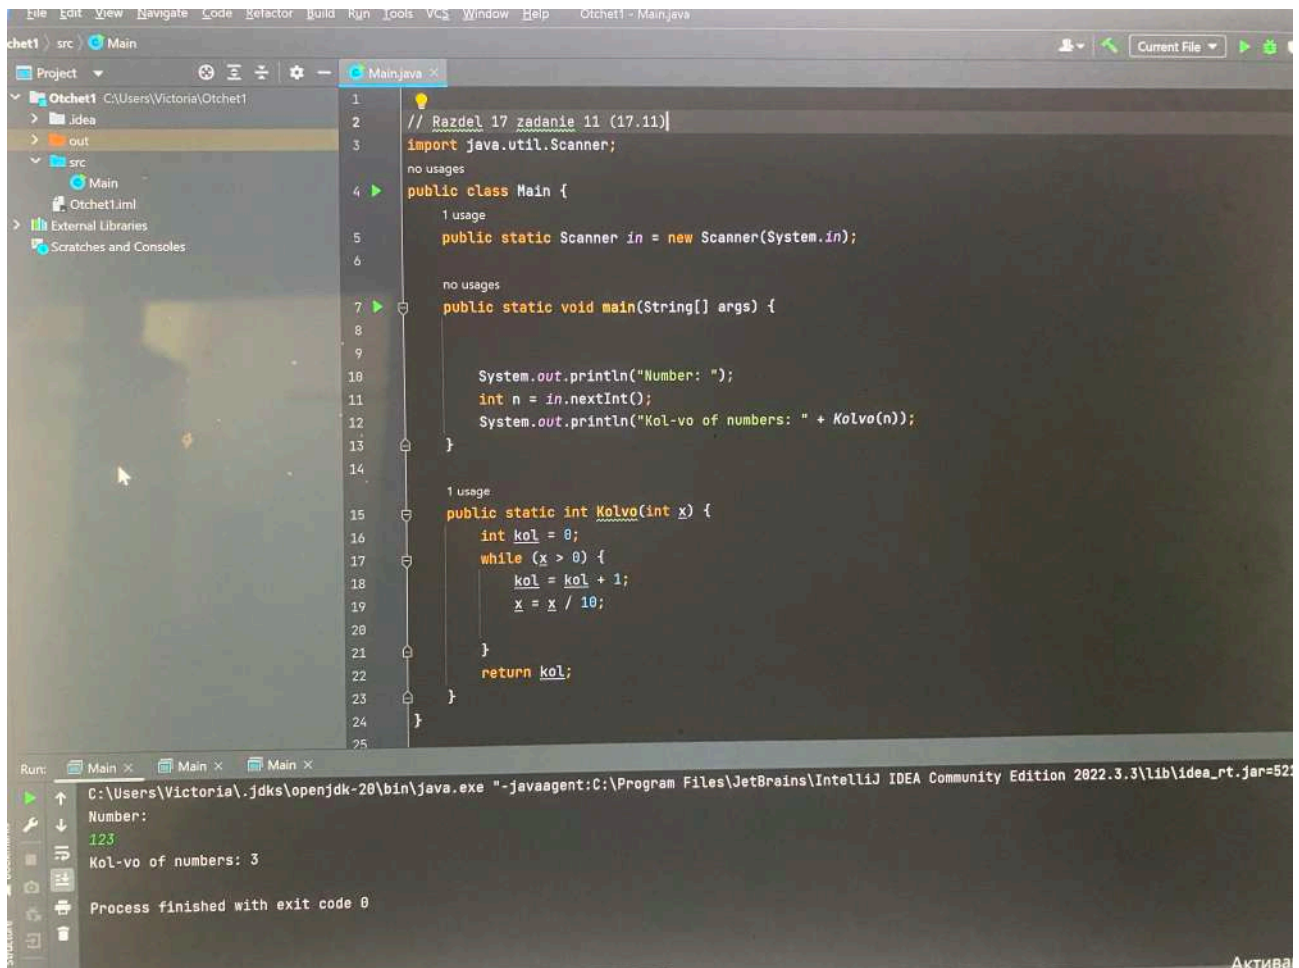 File Edit View Navigate Code Refactor Build Run Tools VCS Window Help Otchet1 - Main.java
chet1 src Main
Current File
Project
Main.java
Otchet1 C:\Users\Victoria\Otchet1
.idea
out
src
Main
Otchet1.iml
External Libraries
Scratches and Consoles
1
2 // Razdel 17 zadanie 11 (17.11)
3 import java.util.Scanner;
no usages
4 public class Main {
1 usage
5 public static Scanner in = new Scanner(System.in);
6
no usages
7 public static void main(String[] args) {
8
9
10 System.out.println("Number: ");
11 int n = in.nextInt();
12 System.out.println("Kol-vo of numbers: " + Kolvo(n));
13 }
14
1 usage
15 public static int Kolvo(int x) {
16 int kol = 0;
17 while (x > 0) {
18 kol = kol + 1;
19 x = x / 10;
20
21 }
22 return kol;
23 }
24 }
25
Run: Main Main Main
C:\Users\Victoria\.jdks\openjdk-20\bin\java.exe "-javaagent:C:\Program Files\JetBrains\IntelliJ IDEA Community Edition 2022.3.3\lib\idea_rt.jar=521
Number:
123
Kol-vo of numbers: 3
Process finished with exit code 0
Актива